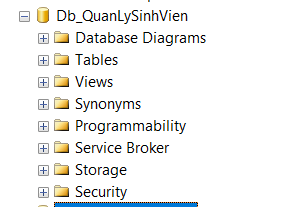 Db_QuanLySinhVien
Database Diagrams
Tables
Views
Synonyms
Programmability
Service Broker
Storage
Security